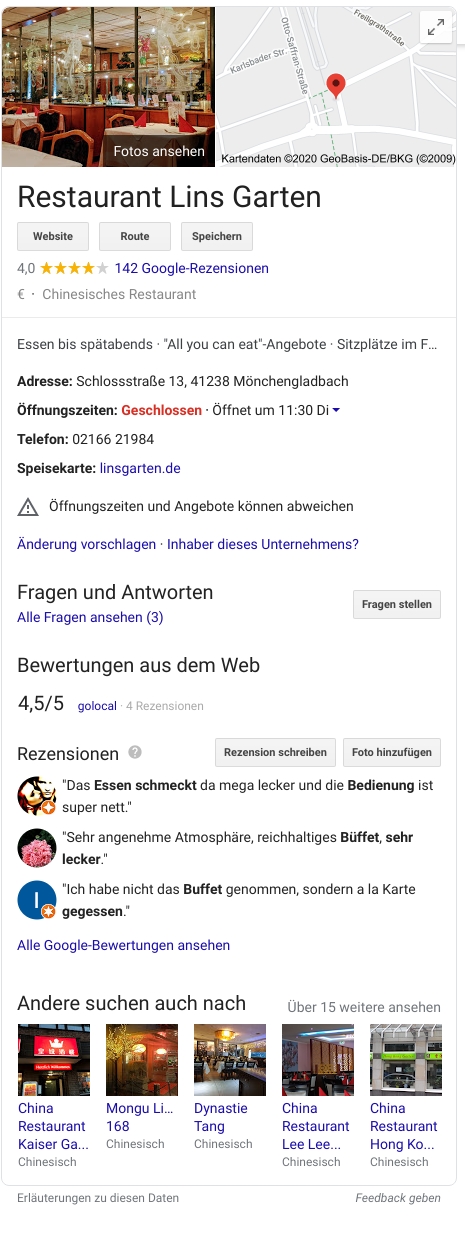 Otto-Saffran-Straße
Freiligrathstraße
Karlsbader Str.
Fotos ansehen
Kartendaten ©2020 GeoBasis-DE/BKG (©2009)
Restaurant Lins Garten
Website
Route
Speichern
4,0 142 Google-Rezensionen
€ · Chinesisches Restaurant
Essen bis spätabends · "All you can eat"-Angebote · Sitzplätze im F...
Adresse: Schlossstraße 13, 41238 Mönchengladbach
Öffnungszeiten: Geschlossen · Öffnet um 11:30 Di
Telefon: 02166 21984
Speisekarte: linsgarten.de
Öffnungszeiten und Angebote können abweichen
Änderung vorschlagen · Inhaber dieses Unternehmens?
Fragen und Antworten
Alle Fragen ansehen (3)
Fragen stellen
Bewertungen aus dem Web
4,5/5 golocal · 4 Rezensionen
Rezensionen ?
Rezension schreiben
Foto hinzufügen
"Das Essen schmeckt da mega lecker und die Bedienung ist
super nett."
"Sehr angenehme Atmosphäre, reichhaltiges Büffet, sehr
lecker."
I
"Ich habe nicht das Buffet genommen, sondern a la Karte
gegessen."
Alle Google-Bewertungen ansehen
Andere suchen auch nach
Über 15 weitere ansehen
China
Restaurant
Kaiser Ga...
Chinesisch
Mongu Li...
168
Chinesisch
Dynastie
Tang
Chinesisch
China
Restaurant
Lee Lee...
Chinesisch
China
Restaurant
Hong Ko...
Chinesisch
Erläuterungen zu diesen Daten
Feedback geben